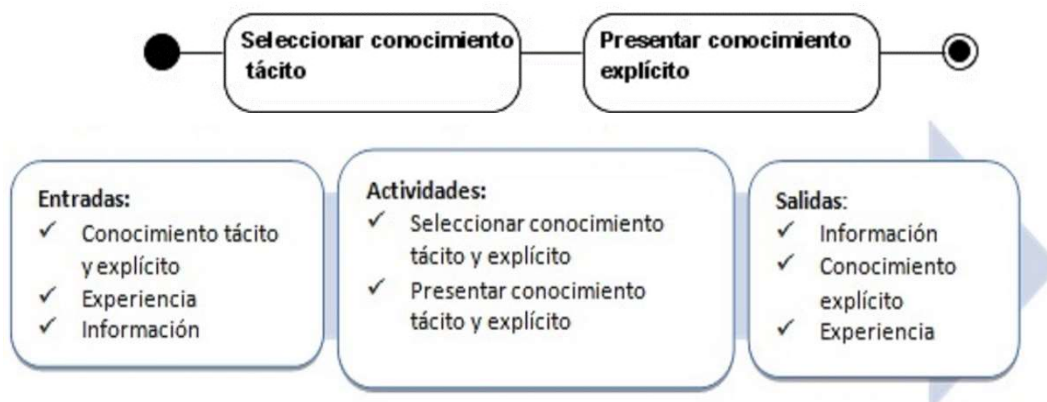 Seleccionar conocimiento
tácito
Presentar conocimiento
explícito
Entradas:
✓ Conocimiento tácito
y explícito
✓ Experiencia
✓ Información
Actividades:
✓ Seleccionar conocimiento
tácito y explícito
✓ Presentar conocimiento
tácito y explícito
Salidas:
✓ Información
✓ Conocimiento
explícito
✓ Experiencia